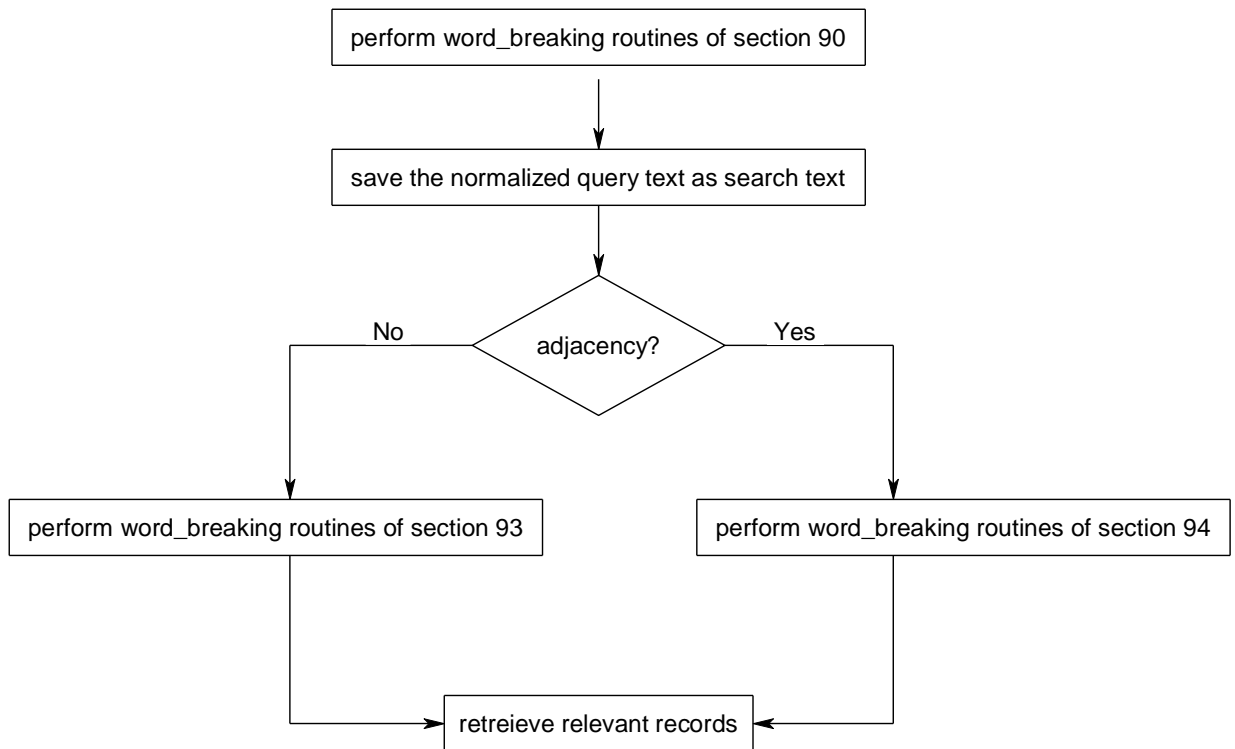 perform word_breaking routines of section 90
save the normalized query text as search text
No
Yes
adjacency?
perform word_breaking routines of section 93
perform word_breaking routines of section 94
retreieve relevant records